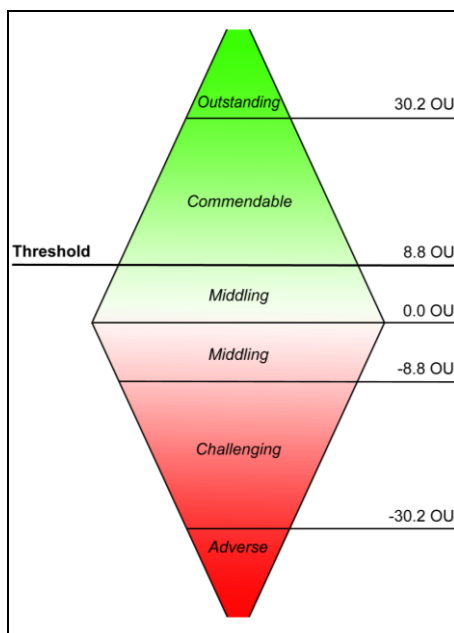 Outstanding
30.2 OU
Commendable
Threshold
8.8 OU
Middling
0.0 OU
Middling
-8.8 OU
Challenging
-30.2 OU
Adverse